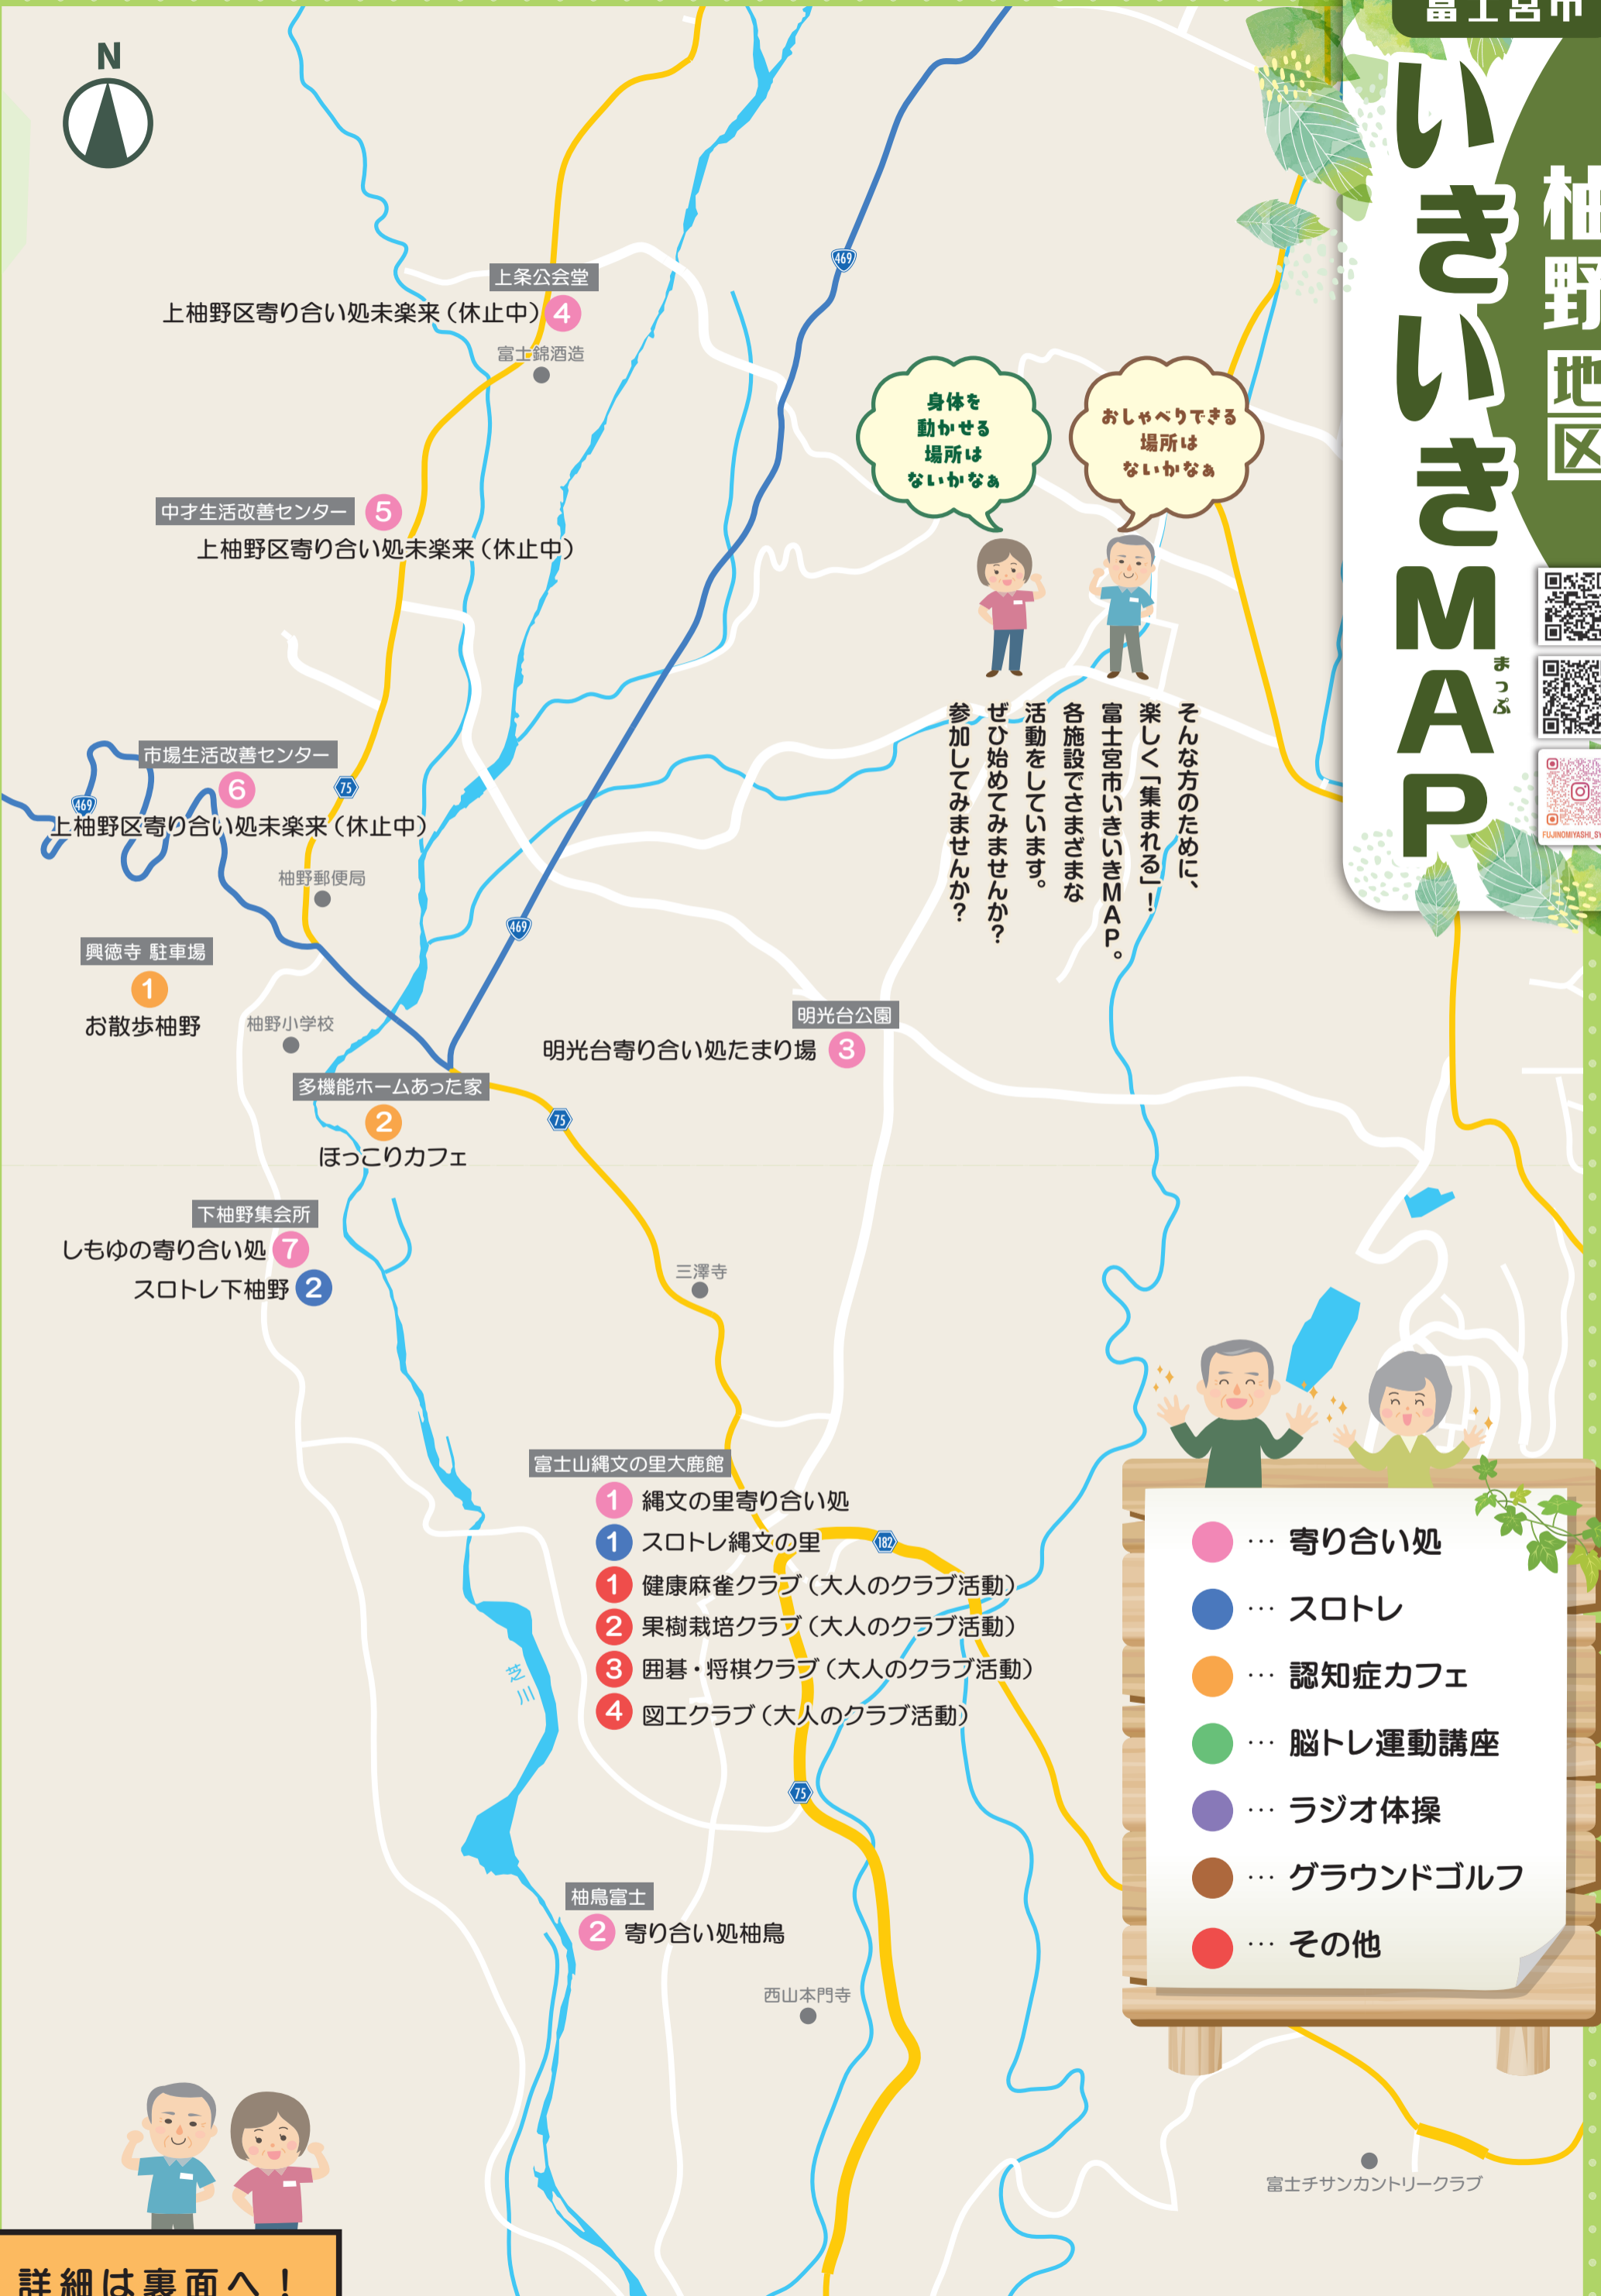 富士宮市
いきいきMAP
まっぷ
柚野
地区
FUJINOMIYASHI_SY
N
469
上条公会堂
上柚野区寄り合い処未楽来（休止中）
4
富士錦酒造
身体を
動かせる
場所は
ないかなぁ
おしゃべりできる
場所は
ないかなぁ
中才生活改善センター
5
上柚野区寄り合い処未楽来（休止中）
そんな方のために、
楽しく「集まれる」！
富士宮市いきいきMAP。
各施設でさまざまな
活動をしています。
ぜひ始めてみませんか？
参加してみませんか？
市場生活改善センター
6
75
469
上柚野区寄り合い処未楽来（休止中）
柚野郵便局
469
興徳寺 駐車場
1
お散歩柚野
柚野小学校
明光台公園
明光台寄り合い処たまり場
3
多機能ホームあった家
2
ほっこりカフェ
75
下柚野集会所
しもゆの寄り合い処
7
スロトレ下柚野
2
三澤寺
富士山縄文の里大鹿館
1 縄文の里寄り合い処
1 スロトレ縄文の里
182
1 健康麻雀クラブ（大人のクラブ活動）
2 果樹栽培クラブ（大人のクラブ活動）
3 囲碁・将棋クラブ（大人のクラブ活動）
4 図工クラブ（大人のクラブ活動）
芝川
75
柚鳥富士
2 寄り合い処柚鳥
西山本門寺
… 寄り合い処
… スロトレ
… 認知症カフェ
… 脳トレ運動講座
… ラジオ体操
… グラウンドゴルフ
… その他
富士チサンカントリークラブ
詳細は裏面へ！